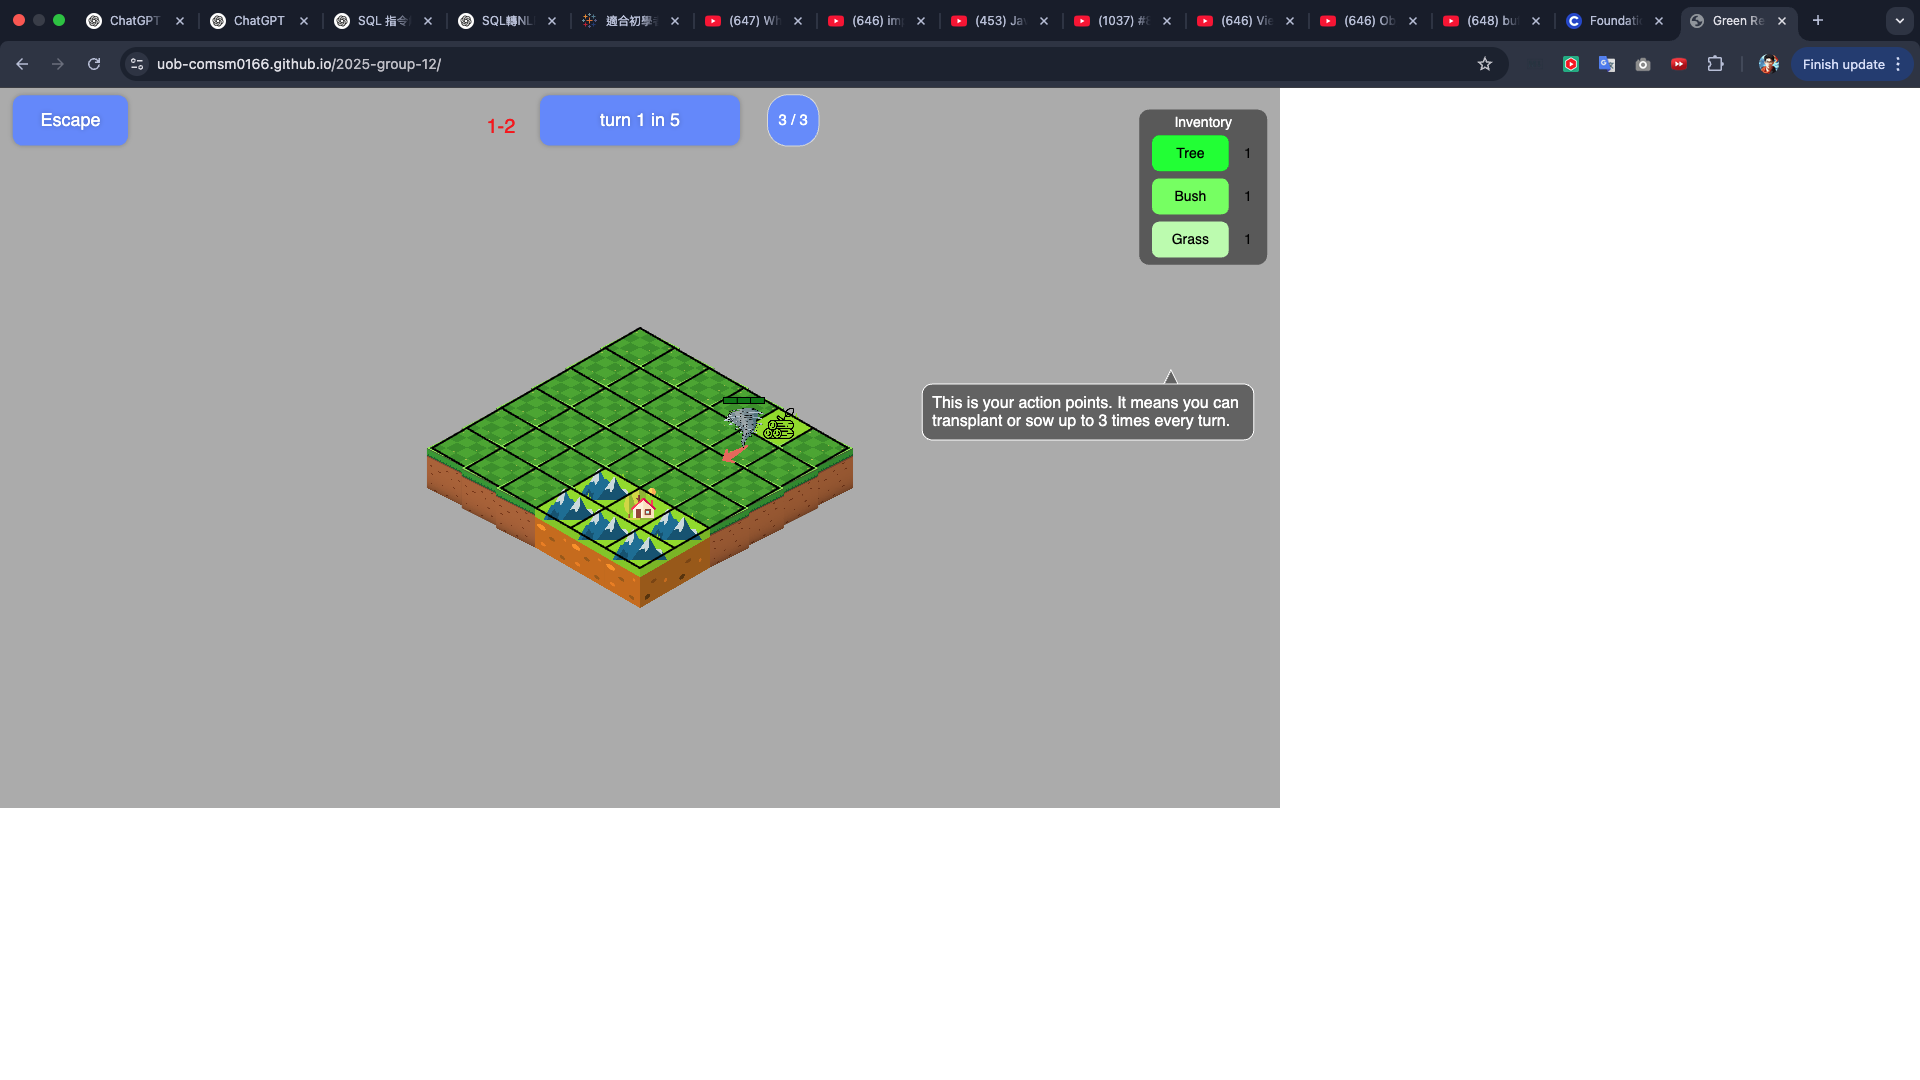 ChatGPT
ChatGPT
SQL 指令
SQL轉NL
適合初學
(647) Wh
(646) im
(453) Ja
(1037) #
(646) Vie
(646) Ob
(648) bu
Foundati
Green Re
uob-comsm0166.github.io/2025-group-12/
Finish update
Escape
1-2
turn 1 in 5
3 / 3
Inventory
Tree 1
Bush 1
Grass 1
This is your action points. It means you can
transplant or sow up to 3 times every turn.